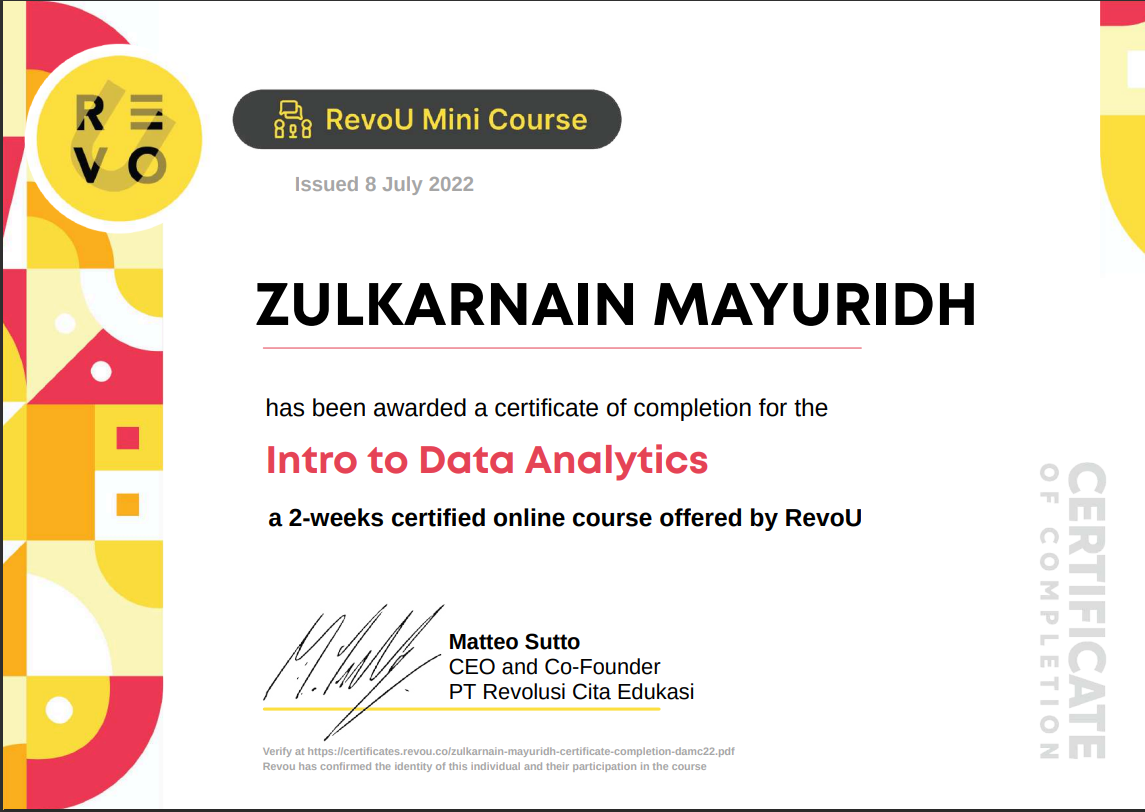 R E
V O
RevoU Mini Course
Issued 8 July 2022
ZULKARNAIN MAYURIDH
has been awarded a certificate of completion for the
Intro to Data Analytics
a 2-weeks certified online course offered by RevoU
Matteo Sutto
CEO and Co-Founder
PT Revolusi Cita Edukasi
Verify at https://certificates.revou.co/zulkarnain-mayuridh-certificate-completion-damc22.pdf
Revou has confirmed the identity of this individual and their participation in the course
CERTIFICATE
OF COMPLETION